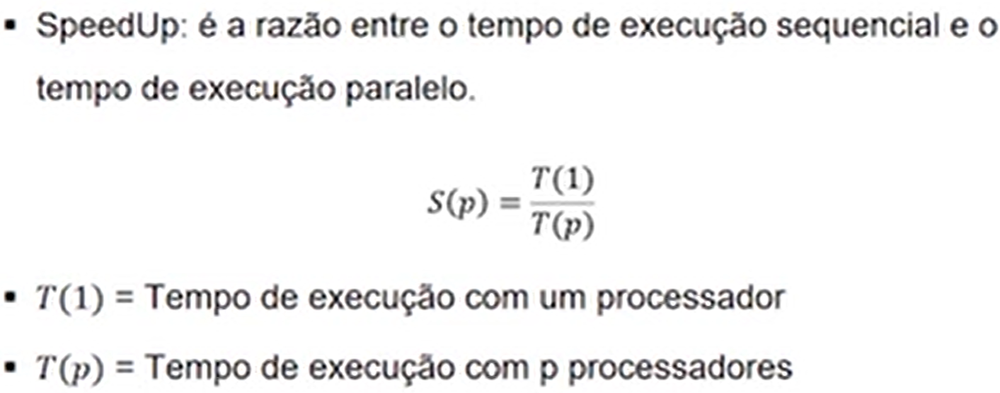 ▪ SpeedUp: é a razão entre o tempo de execução sequencial e o
tempo de execução paralelo.
S(p) = T(1) / T(p)
▪ T(1) = Tempo de execução com um processador
▪ T(p) = Tempo de execução com p processadores